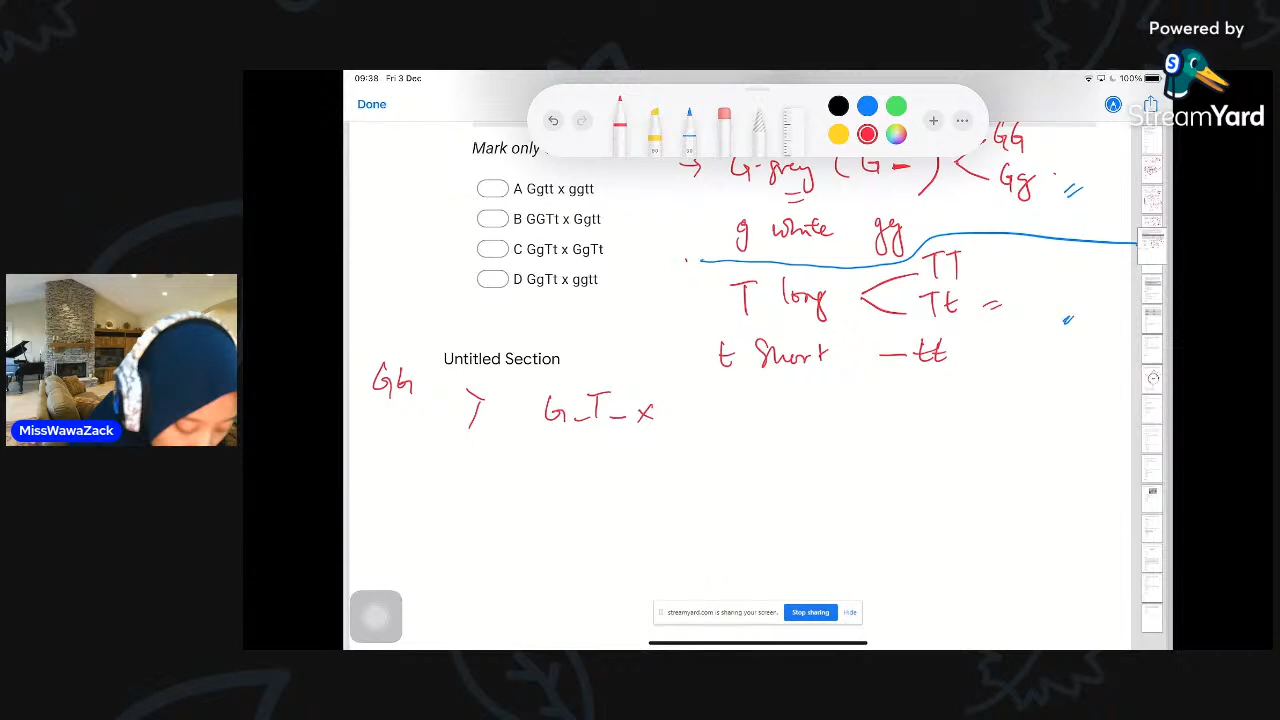 Powered by
StreamYard
09:38 Fri 3 Dec
100%
Done
Mark only
A Ggtt x ggtt
B GGTt x Ggtt
C GgTt x GgTt
D GgTt x ggtt
GG
→ G-grey ( G - ) < Gg
g white gg
TT
T long < Tt =
t short — tt
Untitled Section
GG
G_T_ x
MissWawaZack
streamyard.com is sharing your screen. Stop sharing Hide